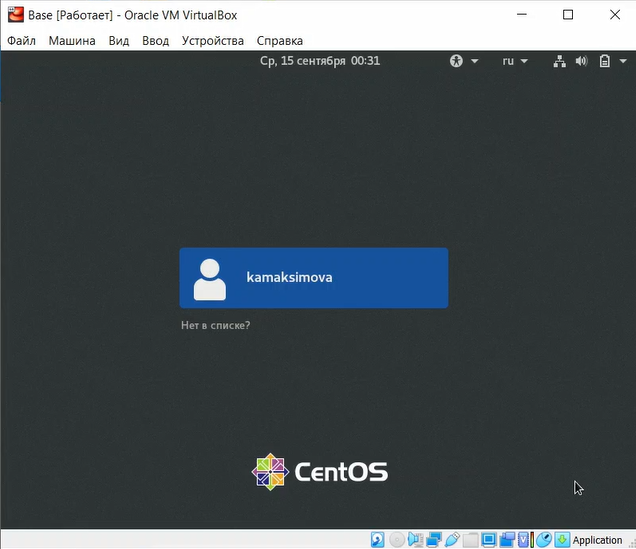 Base [Работает] - Oracle VM VirtualBox
Файл Машина Вид Ввод Устройства Справка
Ср, 15 сентября 00:31
ru
kamaksimova
Нет в списке?
CentOS
Application